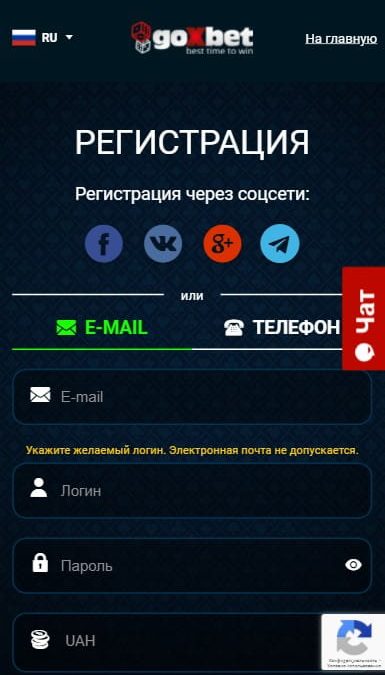 RU
goXbet
best time to win
На главную
РЕГИСТРАЦИЯ
Регистрация через соцсети:
f
g+
или
E-MAIL
ТЕЛЕФОН
Чат
E-mail
Укажите желаемый логин. Электронная почта не допускается.
Логин
Пароль
UAH
Конфиденциальность -
Условия использования